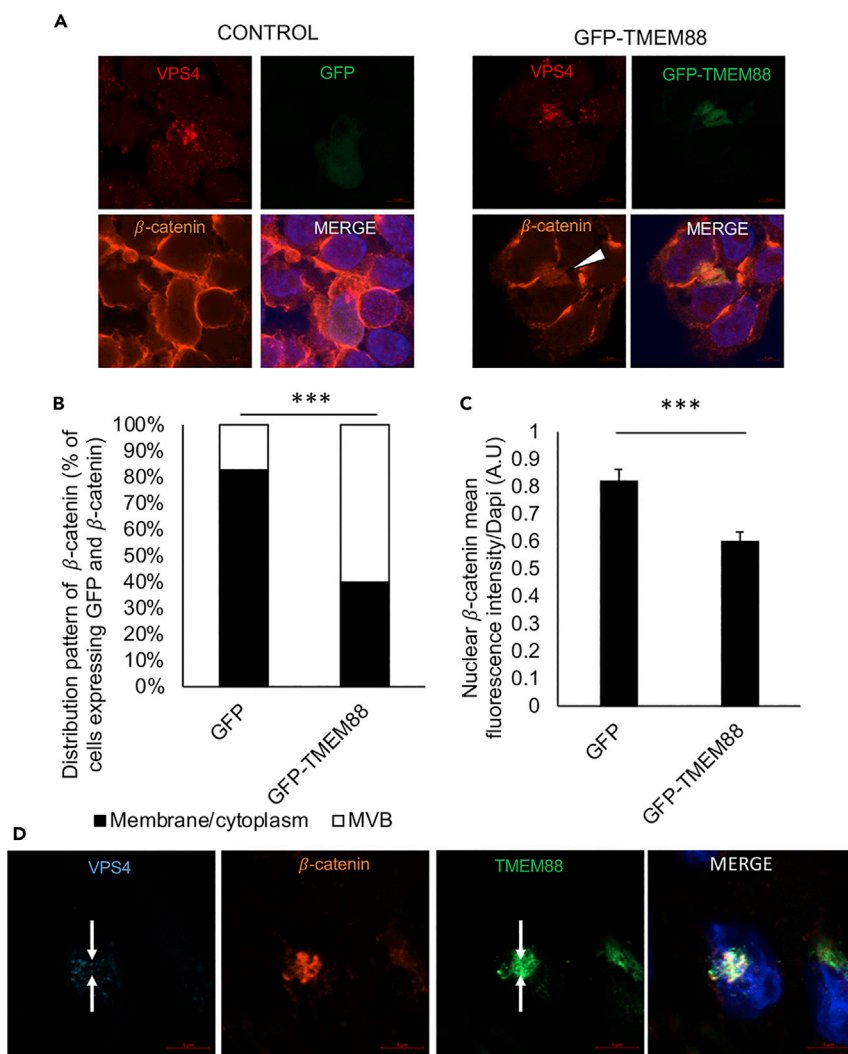 A
CONTROL
GFP-TMEM88
VPS4
GFP
VPS4
GFP-TMEM88
β-catenin
MERGE
β-catenin
MERGE
B
***
100%
90%
80%
70%
60%
50%
40%
30%
20%
10%
0%
Distribution pattern of β-catenin (% of
cells expressing GFP and β-catenin)
GFP
GFP-TMEM88
Membrane/cytoplasm
MVB
C
***
1
0.9
0.8
0.7
0.6
0.5
0.4
0.3
0.2
0.1
0
Nuclear β-catenin mean
fluorescence intensity/Dapi (A.U)
GFP
GFP-TMEM88
D
VPS4
β-catenin
TMEM88
MERGE